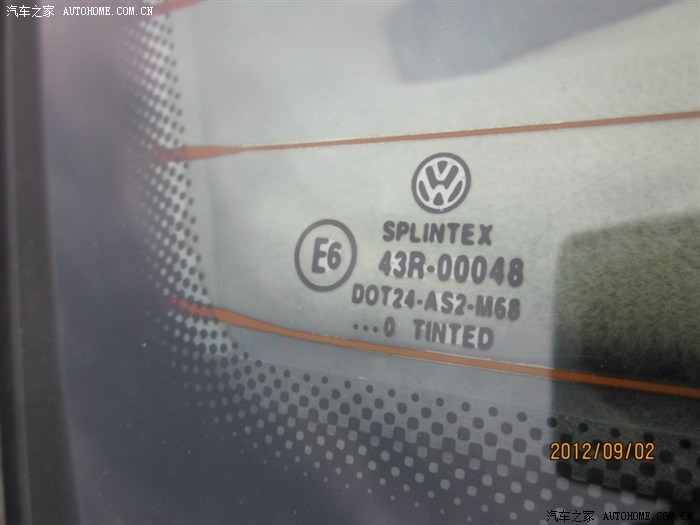 汽车之家 AUTOHOME.COM.CN
SPLINTEX
E6
43R-00048
DOT24-AS2-M68
...0 TINTED
2012/09/02
汽车之家 AUTOHOME.COM.CN